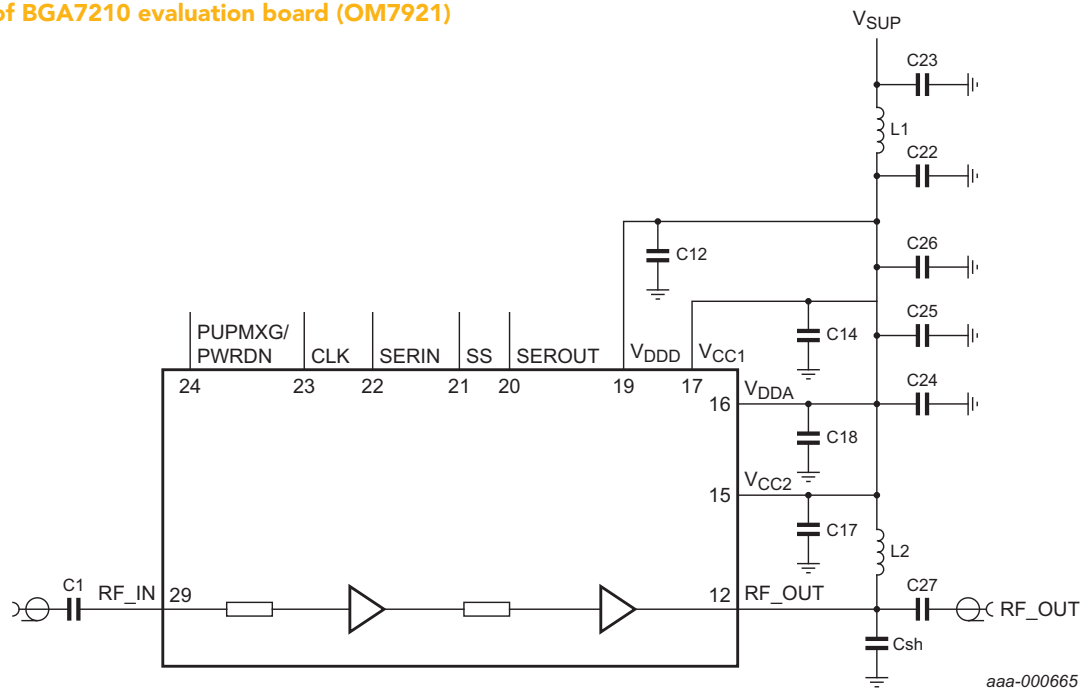 of BGA7210 evaluation board (OM7921)
VSUP
C23
L1
C22
C12
C26
C25
C14
PUPMXG/
PWRDN
CLK
SERIN
SS
SEROUT
VDDD
VCC1
24
23
22
21
20
19
17
16
VDDA
C24
C18
15
VCC2
C17
L2
C1
RF_IN
29
12
RF_OUT
C27
RF_OUT
Csh
aaa-000665